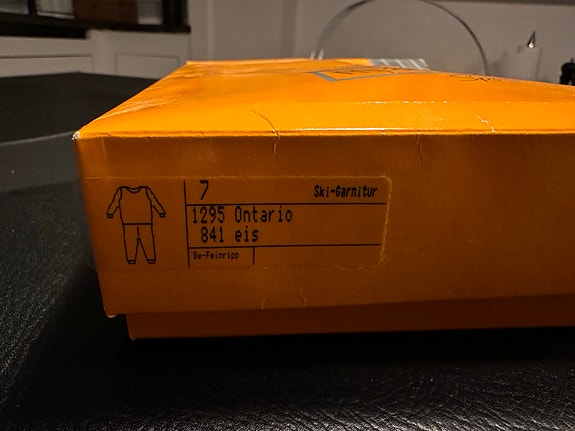 7 Ski-Garnitur
1295 Ontario
841 eis
Bw-Feinripp